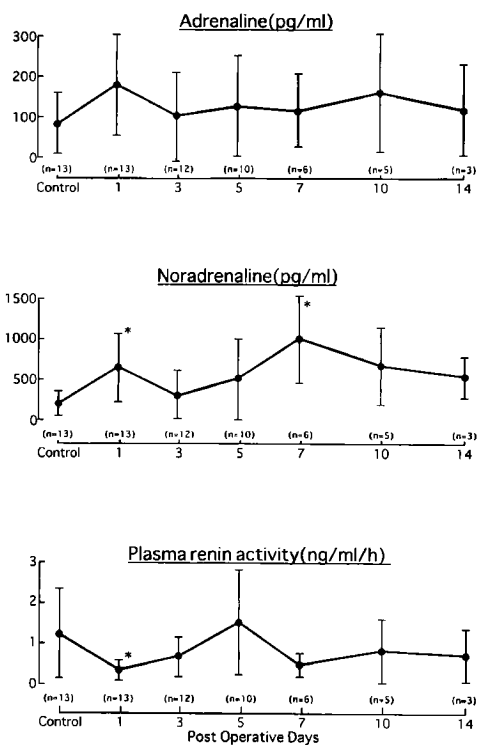 Adrenaline(pg/ml)
300
200
100
0
(n=13) (n=13) (n=12) (n=10) (n=6) (n=5) (n=3)
Control 1 3 5 7 10 14
Noradrenaline(pg/ml)
1500
*
*
1000
500
0
(n=13) (n=13) (n=12) (n=10) (n=6) (n=5) (n=3)
Control 1 3 5 7 10 14
Plasma renin activity(ng/ml/h)
3
2
1
*
0
(n=13) (n=13) (n=12) (n=10) (n=6) (n=5) (n=3)
Control 1 3 5 7 10 14
Post Operative Days